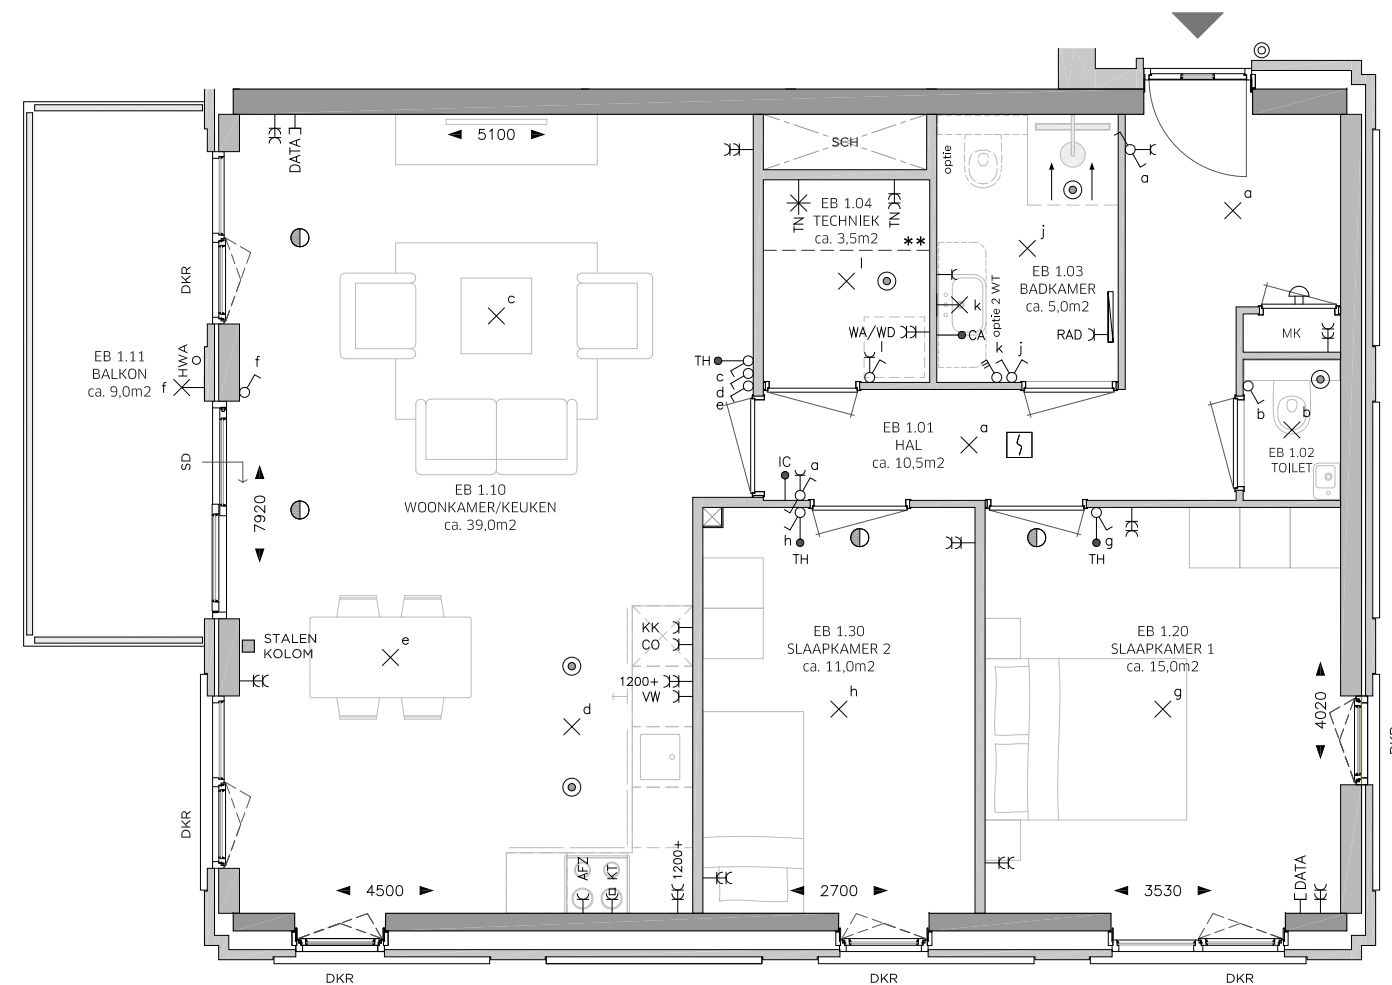 5100
DATA
SCH
optie
a
a
EB 1.04
TECHNIEK
ca. 3,5m2
**
TN
TN
l
j
EB 1.03
BADKAMER
ca. 5,0m2
optie 2 WT
k
CA
RAD
WA/WD
l
k
j
MK
DKR
c
EB 1.11
BALKON
ca. 9,0m2
HWA
f
f
TH
c
d
e
b
b
EB 1.02
TOILET
EB 1.01
HAL
ca. 10,5m2
a
SD
7920
EB 1.10
WOONKAMER/KEUKEN
ca. 39,0m2
IC
a
h
TH
g
TH
STALEN
KOLOM
e
KK
CO
1200+
VW
d
EB 1.30
SLAAPKAMER 2
ca. 11,0m2
h
EB 1.20
SLAAPKAMER 1
ca. 15,0m2
g
4020
DKR
DKR
AFZ
KT
1200+
DATA
4500
2700
3530
DKR
DKR
DKR